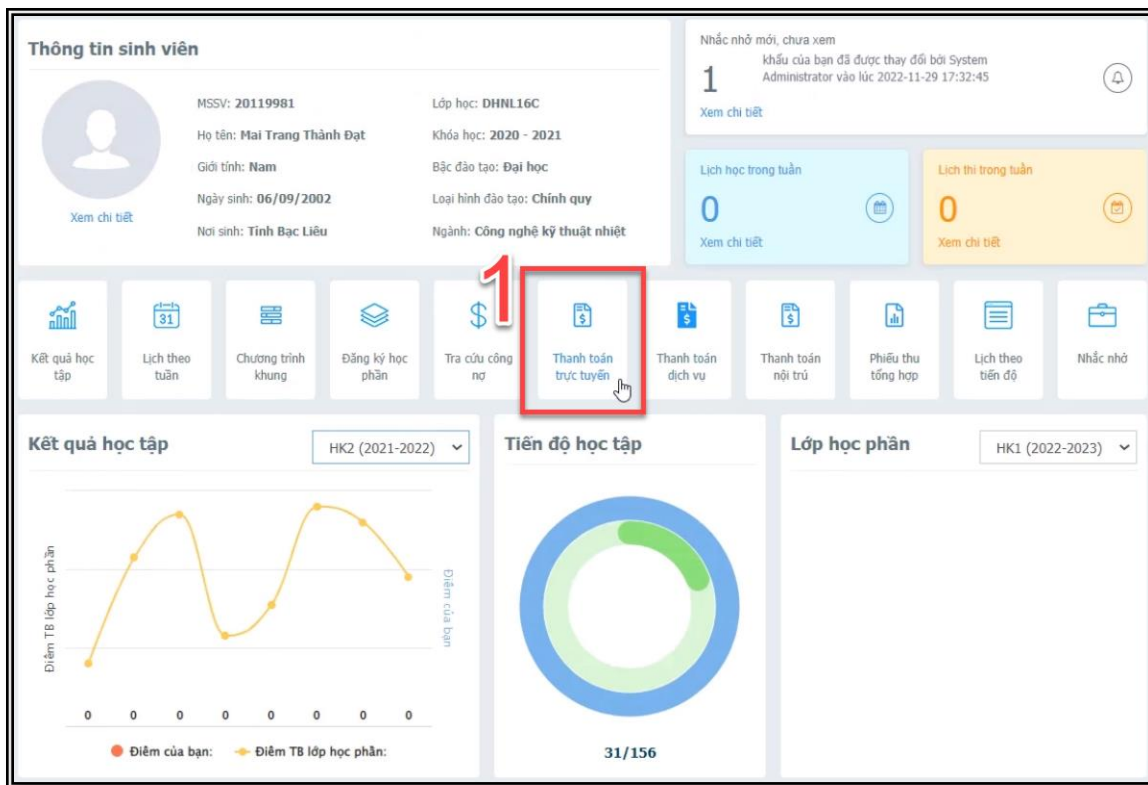 Thông tin sinh viên
MSSV: 20119981
Họ tên: Mai Trang Thành Đạt
Giới tính: Nam
Ngày sinh: 06/09/2002
Nơi sinh: Tỉnh Bạc Liêu
Xem chi tiết
Lớp học: DHNL16C
Khóa học: 2020 - 2021
Bậc đào tạo: Đại học
Loại hình đào tạo: Chính quy
Ngành: Công nghệ kỹ thuật nhiệt
Nhắc nhở mới, chưa xem
1
khẩu của bạn đã được thay đổi bởi System
Administrator vào lúc 2022-11-29 17:32:45
Xem chi tiết
Lịch học trong tuần
0
Xem chi tiết
Lịch thi trong tuần
0
Xem chi tiết
1
Kết quả học
tập
31
Lịch theo
tuần
Chương trình
khung
Đăng ký học
phần
$
Tra cứu công
nợ
$
Thanh toán
trực tuyến
$
Thanh toán
dịch vụ
$
Thanh toán
nội trú
Phiếu thu
tổng hợp
Lịch theo
tiến độ
Nhắc nhở
Kết quả học tập
HK2 (2021-2022)
Điểm TB lớp học phần
Điểm của bạn
0 0 0 0 0 0 0 0
Điểm của bạn:
Điểm TB lớp học phần:
Tiến độ học tập
31/156
Lớp học phần
HK1 (2022-2023)